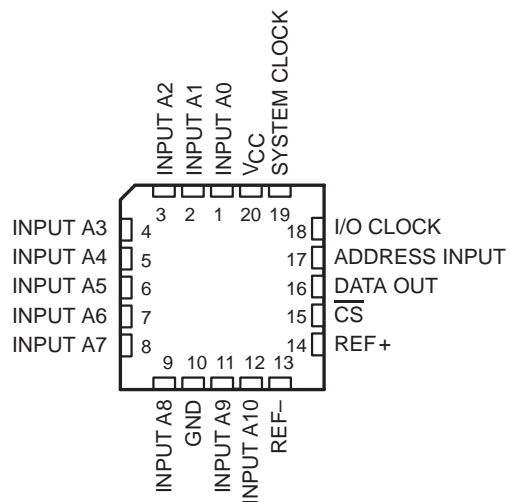 INPUT A2
INPUT A1
INPUT A0
VCC
SYSTEM CLOCK
3 2 1 20 19
INPUT A3 4 18 I/O CLOCK
INPUT A4 5 17 ADDRESS INPUT
INPUT A5 6 16 DATA OUT
INPUT A6 7 15 C̅S̅
INPUT A7 8 14 REF+
9 10 11 12 13
INPUT A8
GND
INPUT A9
INPUT A10
REF–